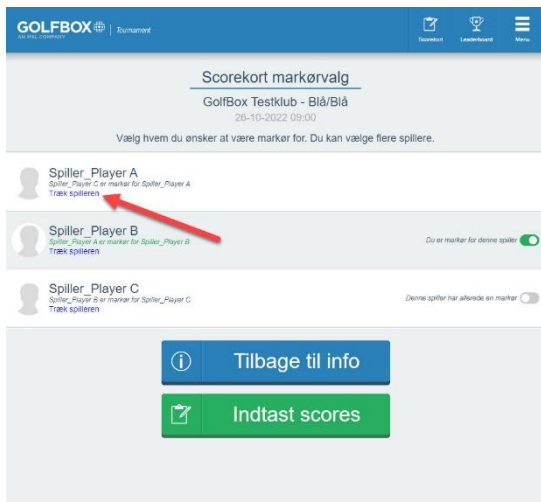 GOLFBOX | Tournament
AN HNL COMPANY
Scorekort
Leaderboard
Menu
Scorekort markørvalg
GolfBox Testklub - Blå/Blå
26-10-2022 09:00
Vælg hvem du ønsker at være markør for. Du kan vælge flere spillere.
Spiller_Player A
Spiller_Player C er markør for Spiller_Player A
Træk spilleren
Spiller_Player B
Spiller_Player A er markør for Spiller_Player B
Træk spilleren
Du er markør for denne spiller
Spiller_Player C
Spiller_Player B er markør for Spiller_Player C
Træk spilleren
Denne spiller har allerede en markør
Tilbage til info
Indtast scores